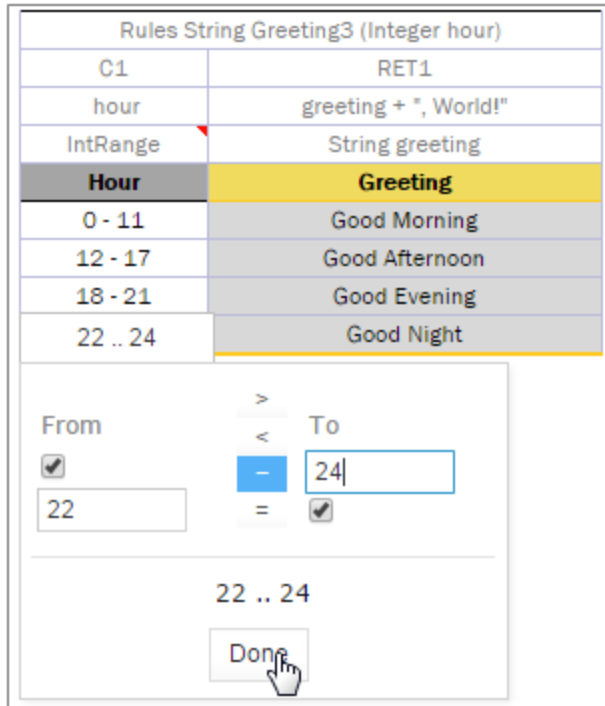 Rules String Greeting3 (Integer hour)
C1 RET1
hour greeting + ", World!"
IntRange String greeting
Hour Greeting
0 - 11 Good Morning
12 - 17 Good Afternoon
18 - 21 Good Evening
22 .. 24 Good Night
>
From < To
– 24
22 =
22 .. 24
Done